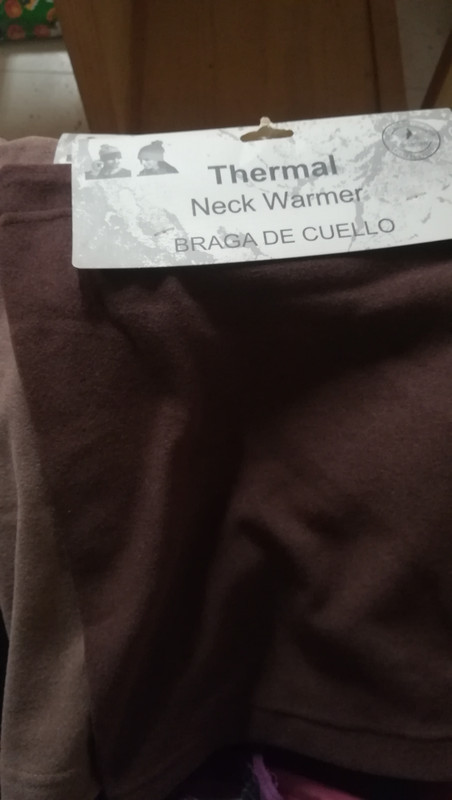 Thermal
Neck Warmer
BRAGA DE CUELLO